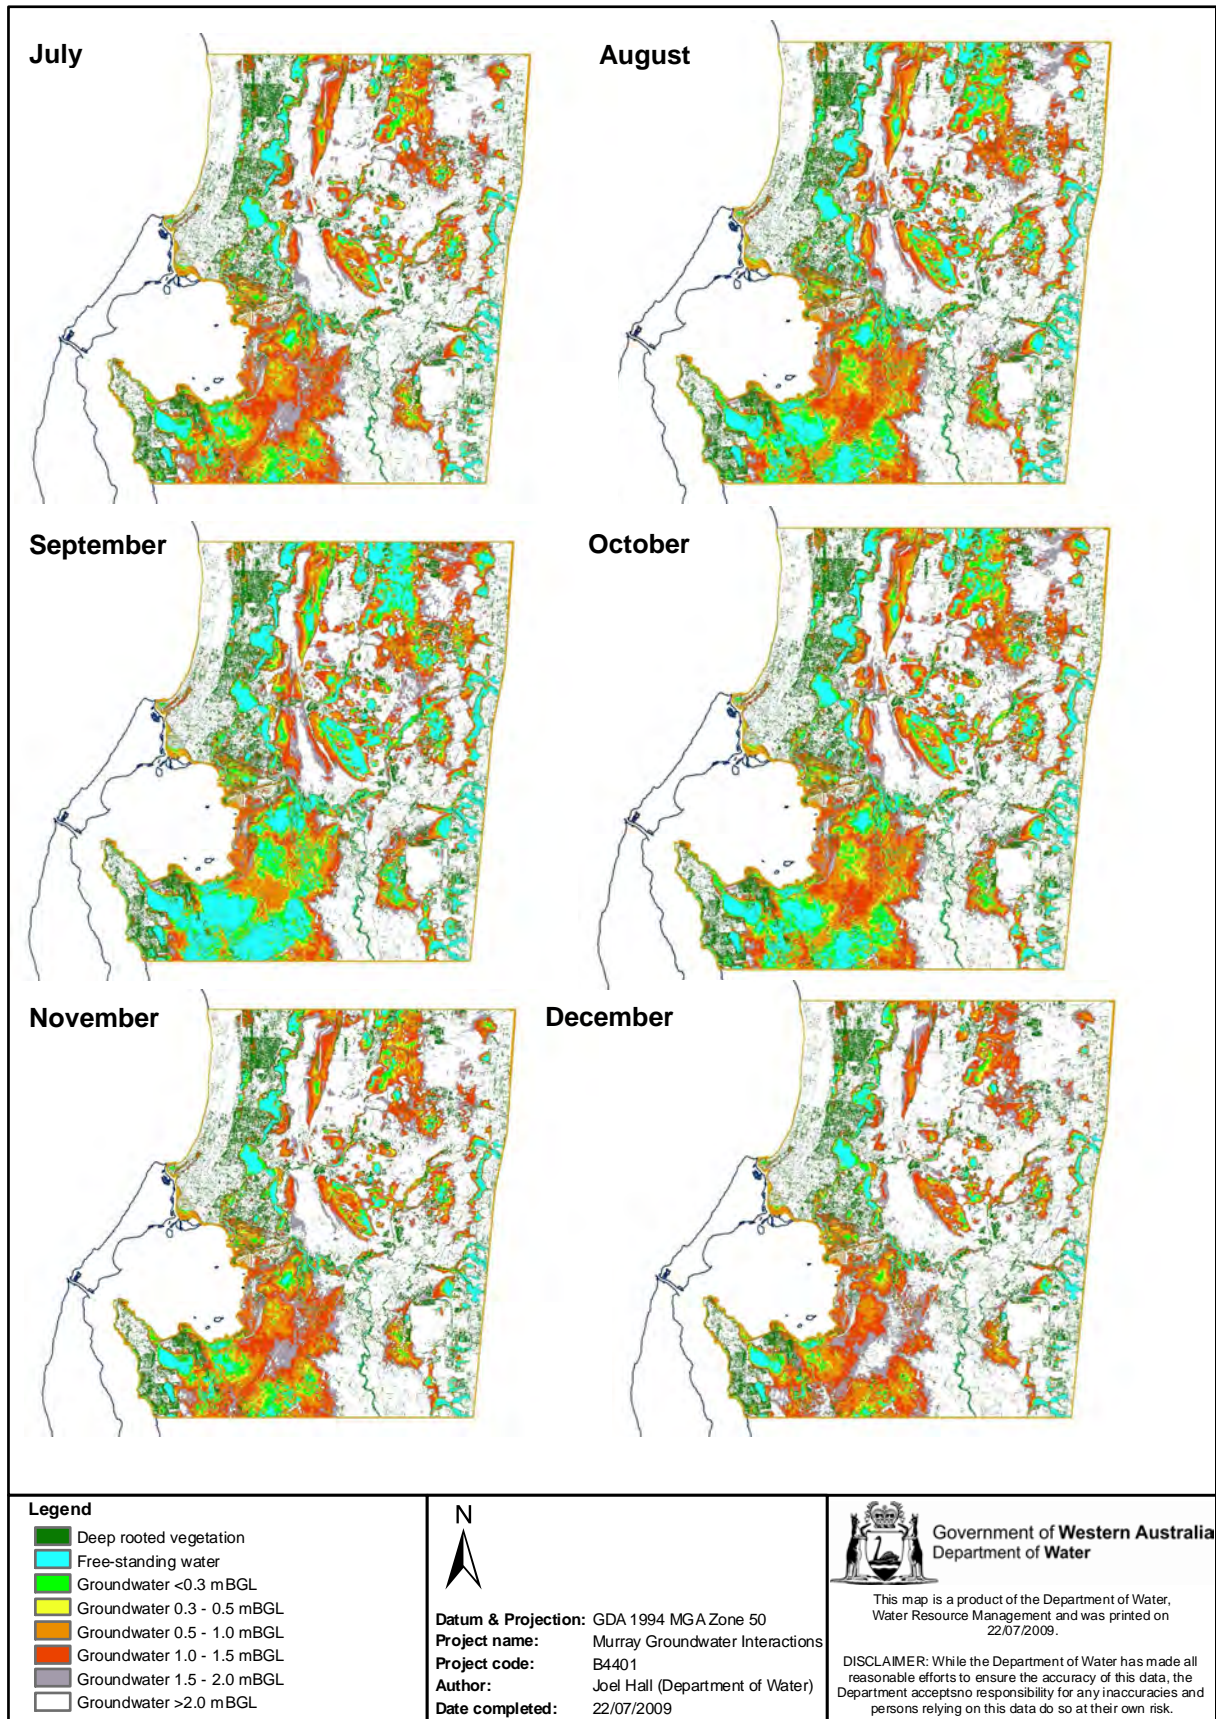 July
August
September
October
November
December
Legend
Deep rooted vegetation
Free-standing water
Groundwater <0.3 mBGL
Groundwater 0.3 - 0.5 mBGL
Groundwater 0.5 - 1.0 mBGL
Groundwater 1.0 - 1.5 mBGL
Groundwater 1.5 - 2.0 mBGL
Groundwater >2.0 mBGL
N
Datum & Projection: GDA 1994 MGA Zone 50
Project name: Murray Groundwater Interactions
Project code: B4401
Author: Joel Hall (Department of Water)
Date completed: 22/07/2009
Government of Western Australia
Department of Water
This map is a product of the Department of Water,
Water Resource Management and was printed on
22/07/2009.
DISCLAIMER: While the Department of Water has made all
reasonable efforts to ensure the accuracy of this data, the
Department acceptsno responsibility for any inaccuracies and
persons relying on this data do so at their own risk.